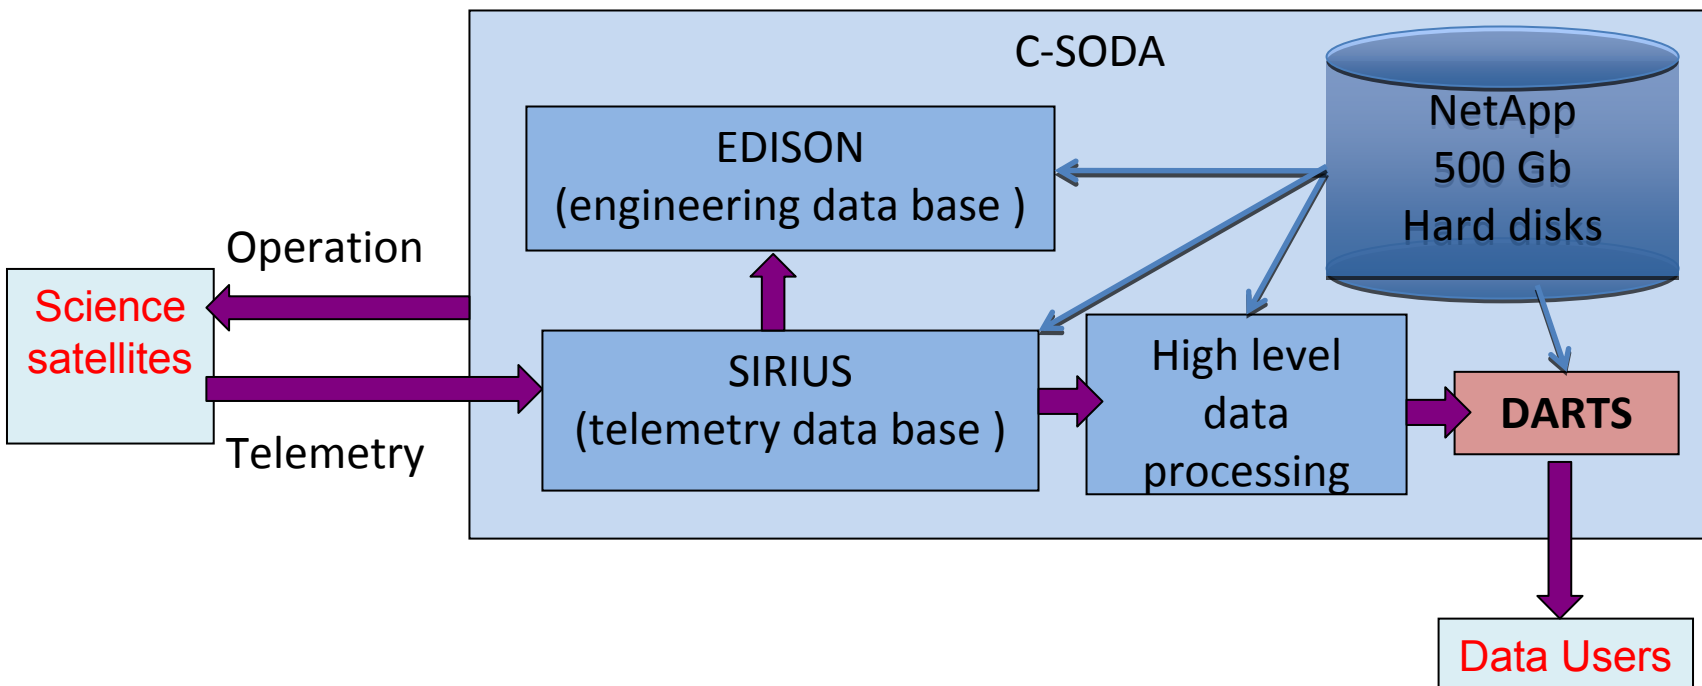 C-SODA
NetApp
500 Gb
Hard disks
EDISON
(engineering data base )
Operation
Science
satellites
Telemetry
SIRIUS
(telemetry data base )
High level
data
processing
DARTS
Data Users